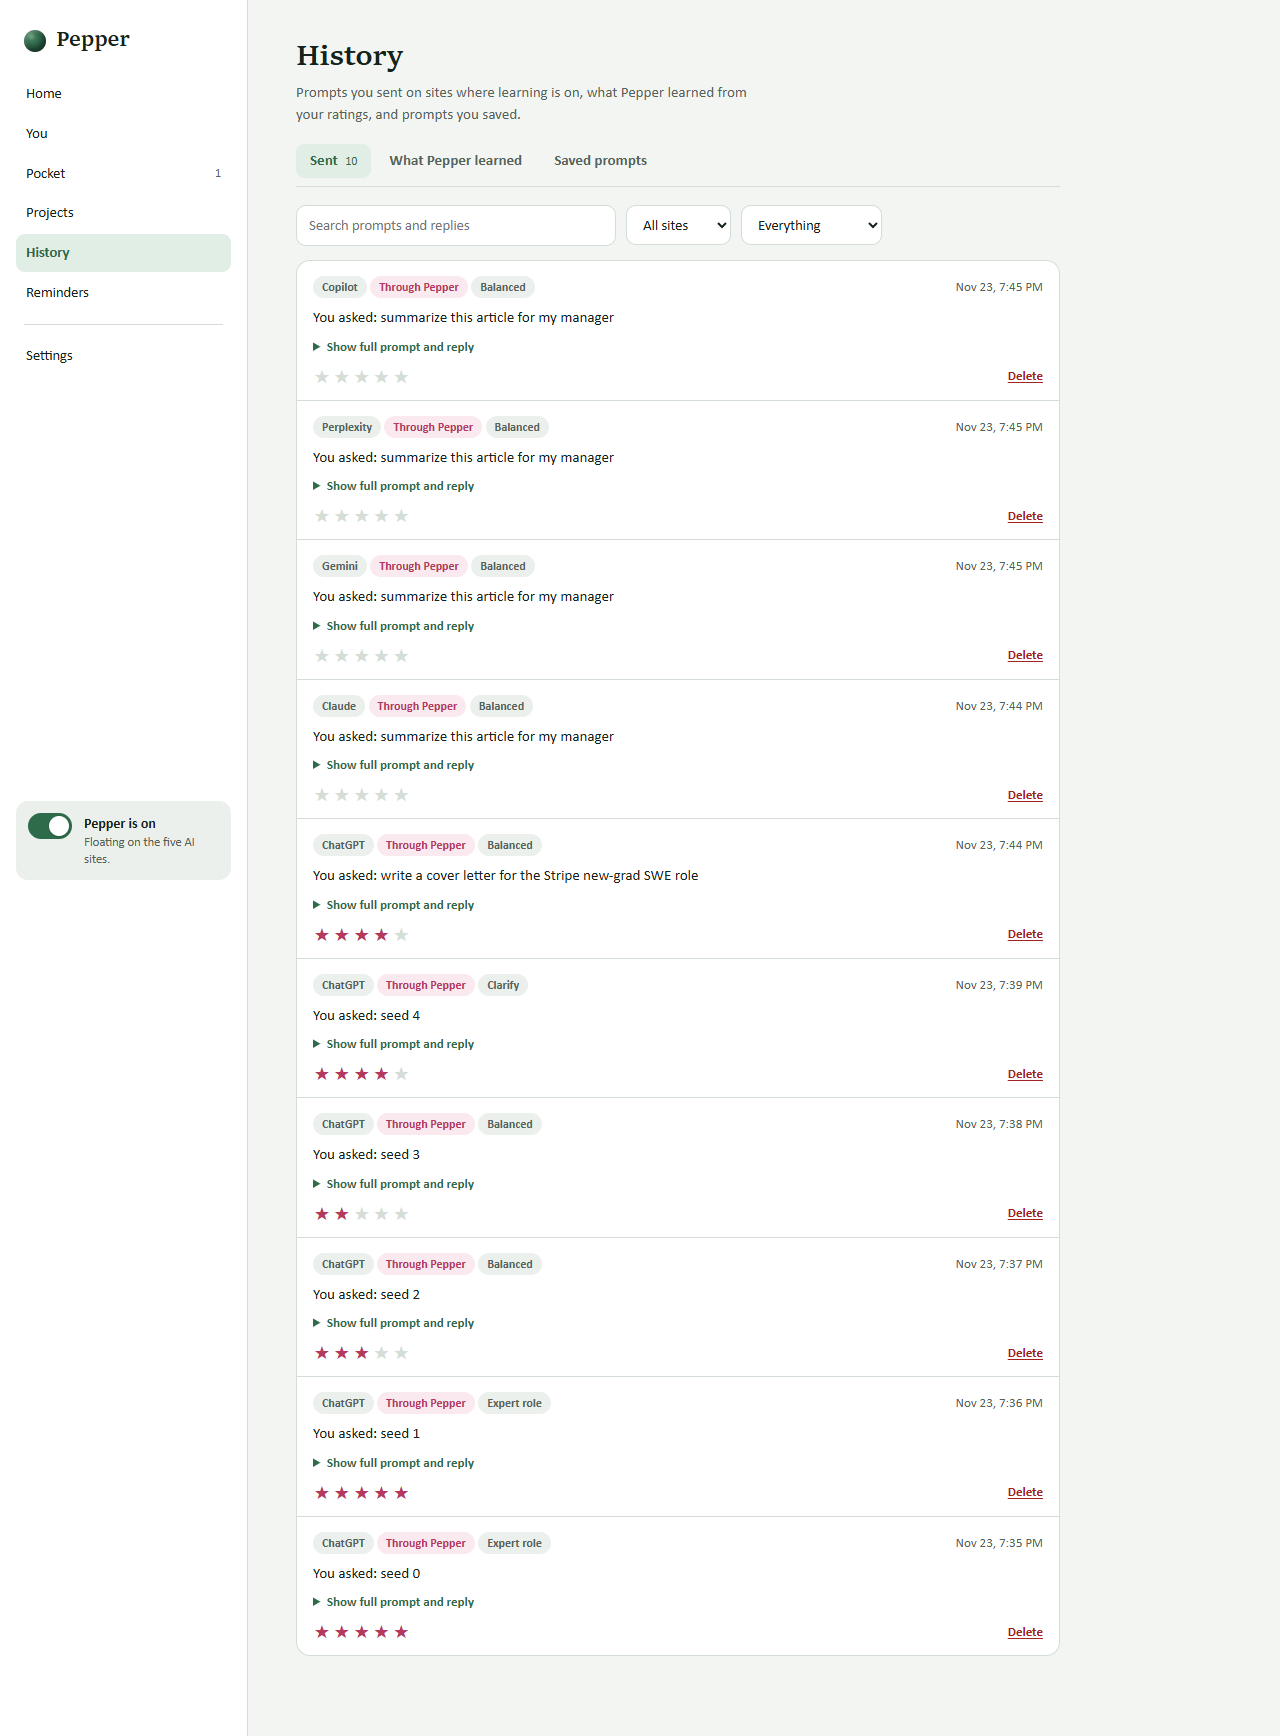 Pepper
Home
You
Pocket 1
Projects
History
Reminders
Settings
Pepper is on
Floating on the five AI
sites.
History
Prompts you sent on sites where learning is on, what Pepper learned from
your ratings, and prompts you saved.
Sent 10 What Pepper learned Saved prompts
Search prompts and replies All sites Everything
Copilot Through Pepper Balanced Nov 23, 7:45 PM
You asked: summarize this article for my manager
Show full prompt and reply
Delete
Perplexity Through Pepper Balanced Nov 23, 7:45 PM
You asked: summarize this article for my manager
Show full prompt and reply
Delete
Gemini Through Pepper Balanced Nov 23, 7:45 PM
You asked: summarize this article for my manager
Show full prompt and reply
Delete
Claude Through Pepper Balanced Nov 23, 7:44 PM
You asked: summarize this article for my manager
Show full prompt and reply
Delete
ChatGPT Through Pepper Balanced Nov 23, 7:44 PM
You asked: write a cover letter for the Stripe new-grad SWE role
Show full prompt and reply
Delete
ChatGPT Through Pepper Clarify Nov 23, 7:39 PM
You asked: seed 4
Show full prompt and reply
Delete
ChatGPT Through Pepper Balanced Nov 23, 7:38 PM
You asked: seed 3
Show full prompt and reply
Delete
ChatGPT Through Pepper Balanced Nov 23, 7:37 PM
You asked: seed 2
Show full prompt and reply
Delete
ChatGPT Through Pepper Expert role Nov 23, 7:36 PM
You asked: seed 1
Show full prompt and reply
Delete
ChatGPT Through Pepper Expert role Nov 23, 7:35 PM
You asked: seed 0
Show full prompt and reply
Delete